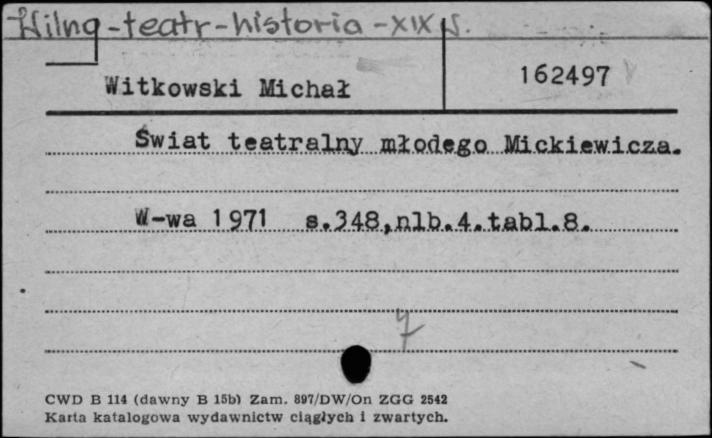 Wilno-teatr-historia-XIX w.
Witkowski Michał 162497
Świat teatralny młodego Mickiewicza.
W-wa 1971 s.348,nlb.4.tabl.8.
7
CWD B 114 (dawny B 15b) Zam. 897/DW/On ZGG 2542
Karta katalogowa wydawnictw ciągłych i zwartych.